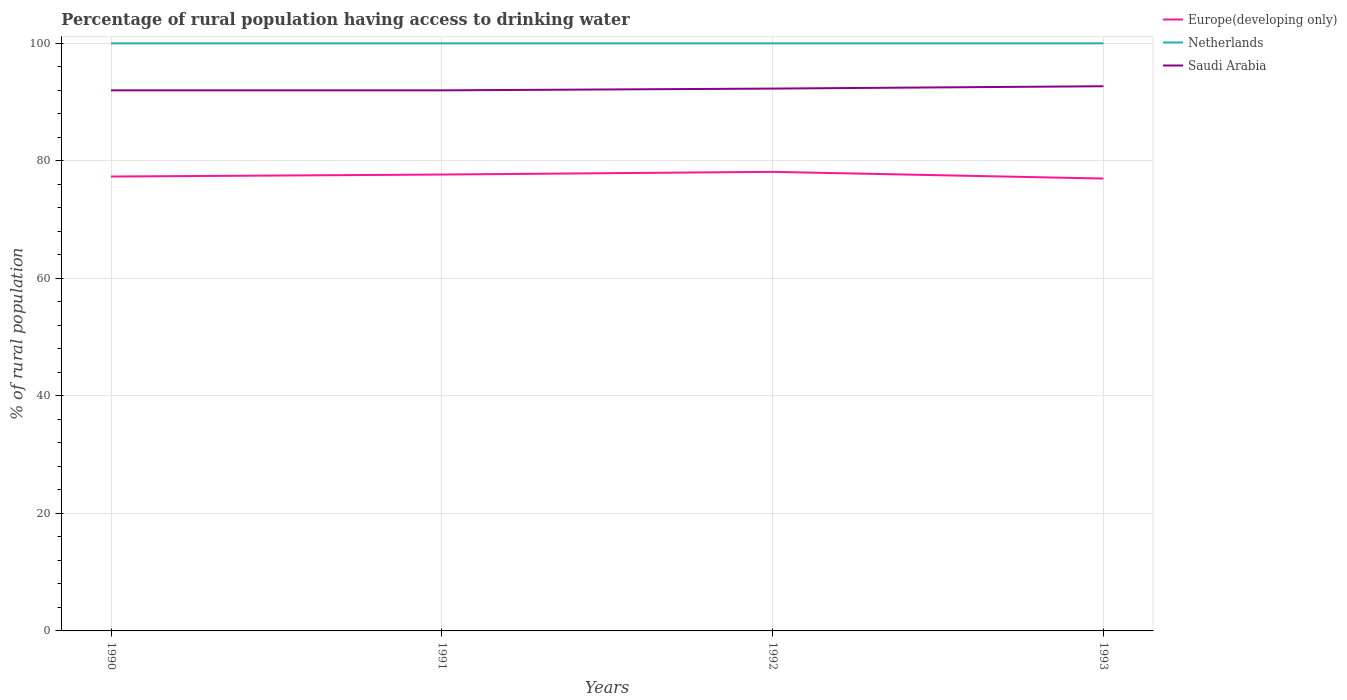 Percentage of rural population having access to drinking water
Europe(developing only)
Netherlands
Saudi Arabia
% of rural population
100
80
60
40
20
0
1990
1991
1992
1993
Years